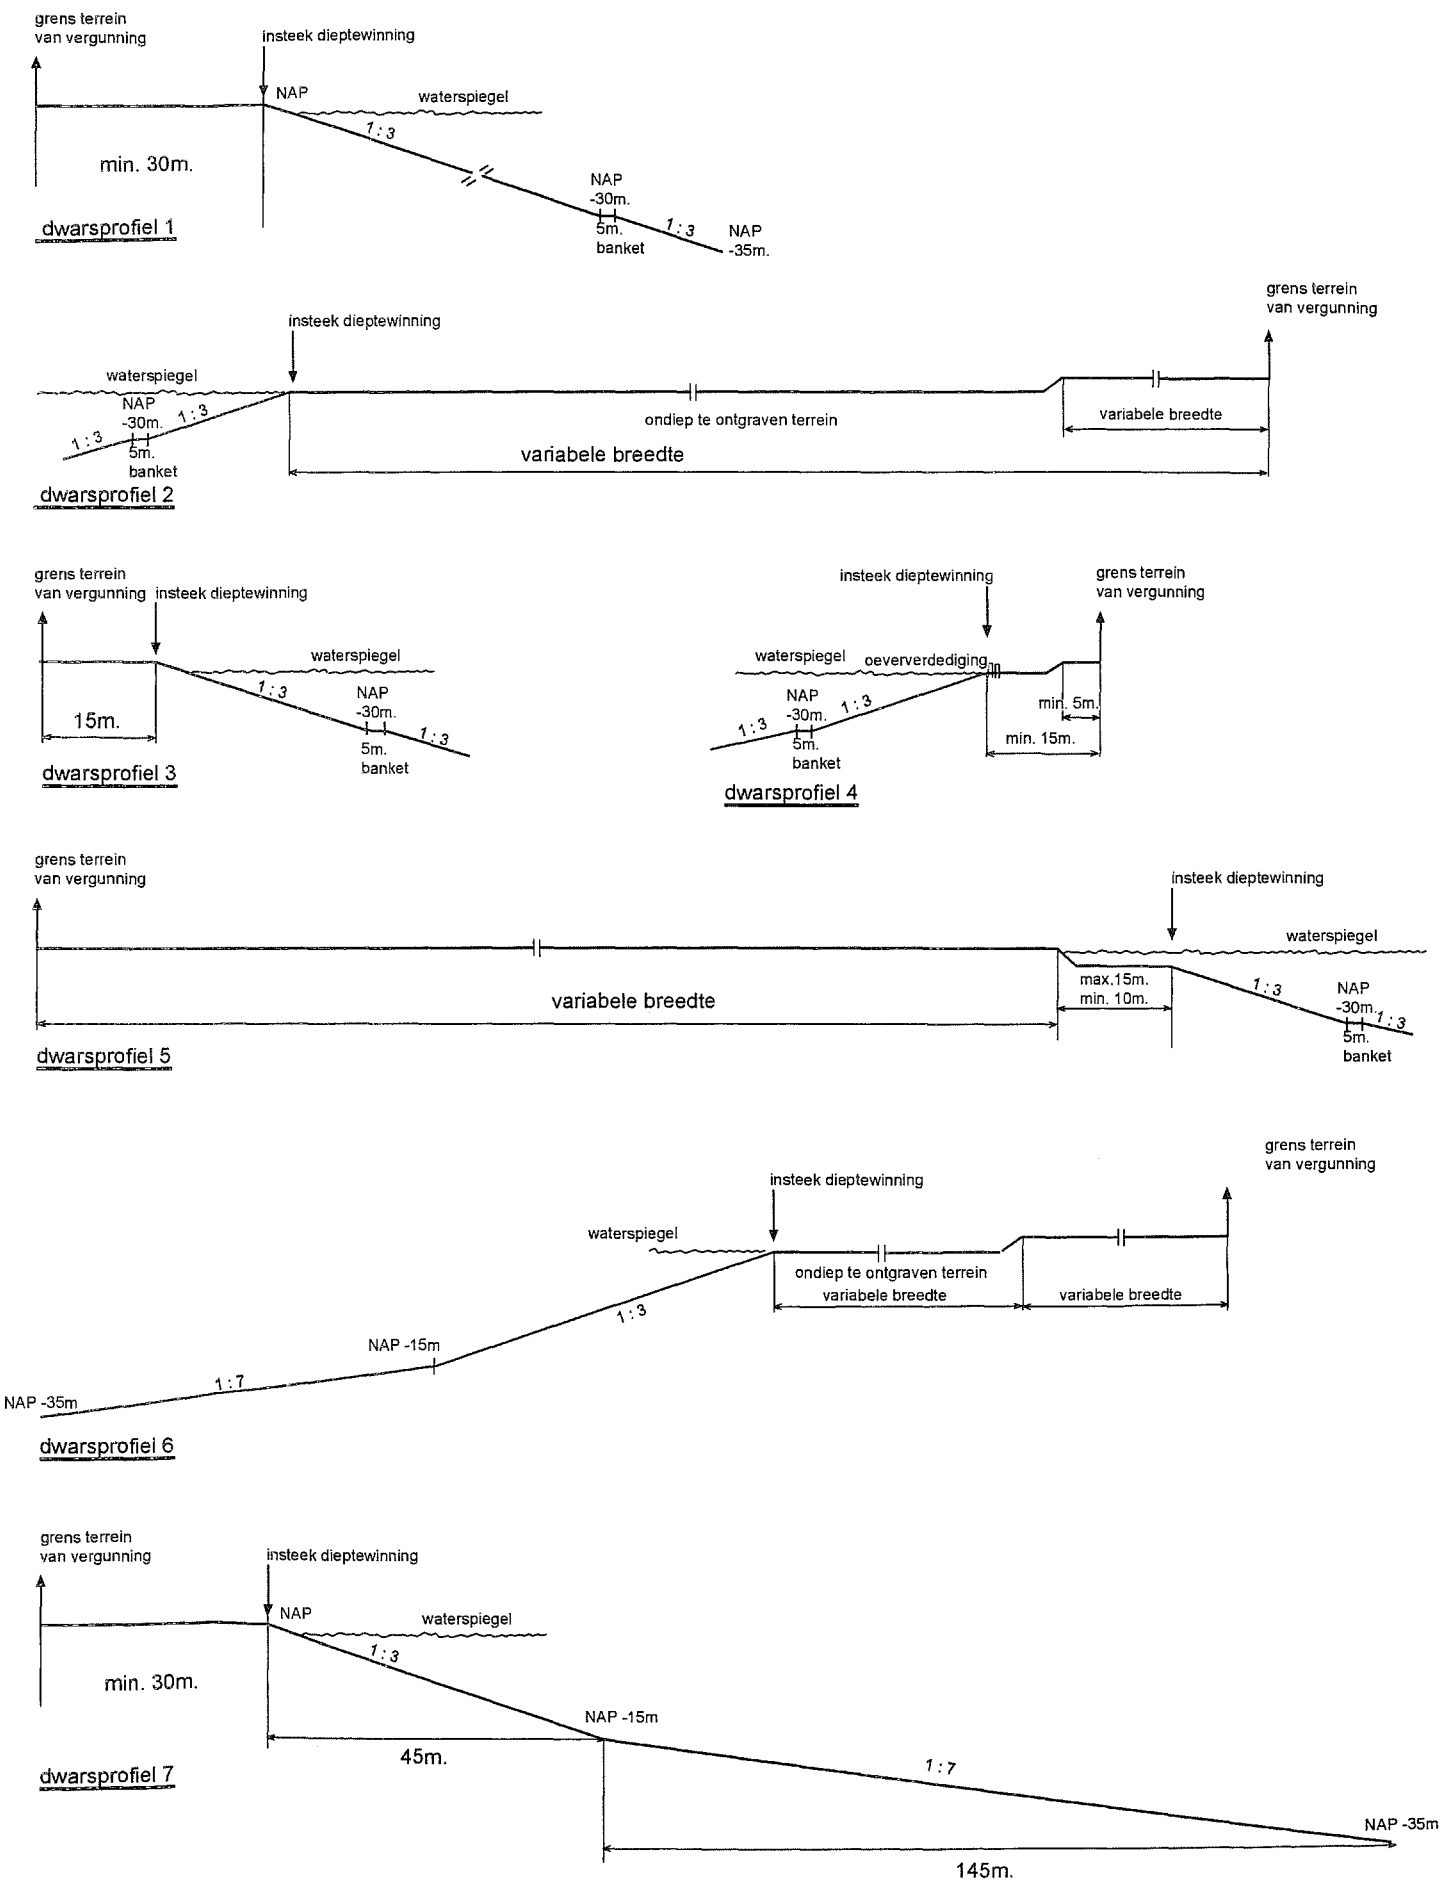 grens terrein
van vergunning
insteek dieptewinning
NAP
waterspiegel
1:3
min. 30m.
NAP
-30m.
5m.
banket
1:3
NAP
-35m.
dwarsprofiel 1
grens terrein
van vergunning
insteek dieptewinning
waterspiegel
NAP
-30m.
1:3
1:3
5m.
banket
ondiep te ontgraven terrein
variabele breedte
variabele breedte
dwarsprofiel 2
grens terrein
van vergunning
insteek dieptewinning
waterspiegel
1:3
NAP
-30m.
15m.
1:3
5m.
banket
dwarsprofiel 3
insteek dieptewinning
grens terrein
van vergunning
waterspiegel
oeververdediging
NAP
-30m.
1:3
1:3
5m.
banket
min. 5m.
min. 15m.
dwarsprofiel 4
grens terrein
van vergunning
insteek dieptewinning
waterspiegel
max.15m.
min. 10m.
1:3
NAP
-30m.
1:3
5m.
banket
variabele breedte
dwarsprofiel 5
grens terrein
van vergunning
insteek dieptewinning
waterspiegel
ondiep te ontgraven terrein
variabele breedte
variabele breedte
1:3
NAP -15m
1:7
NAP -35m
dwarsprofiel 6
grens terrein
van vergunning
insteek dieptewinning
NAP
waterspiegel
1:3
min. 30m.
NAP -15m
45m.
1:7
dwarsprofiel 7
NAP -35m
145m.